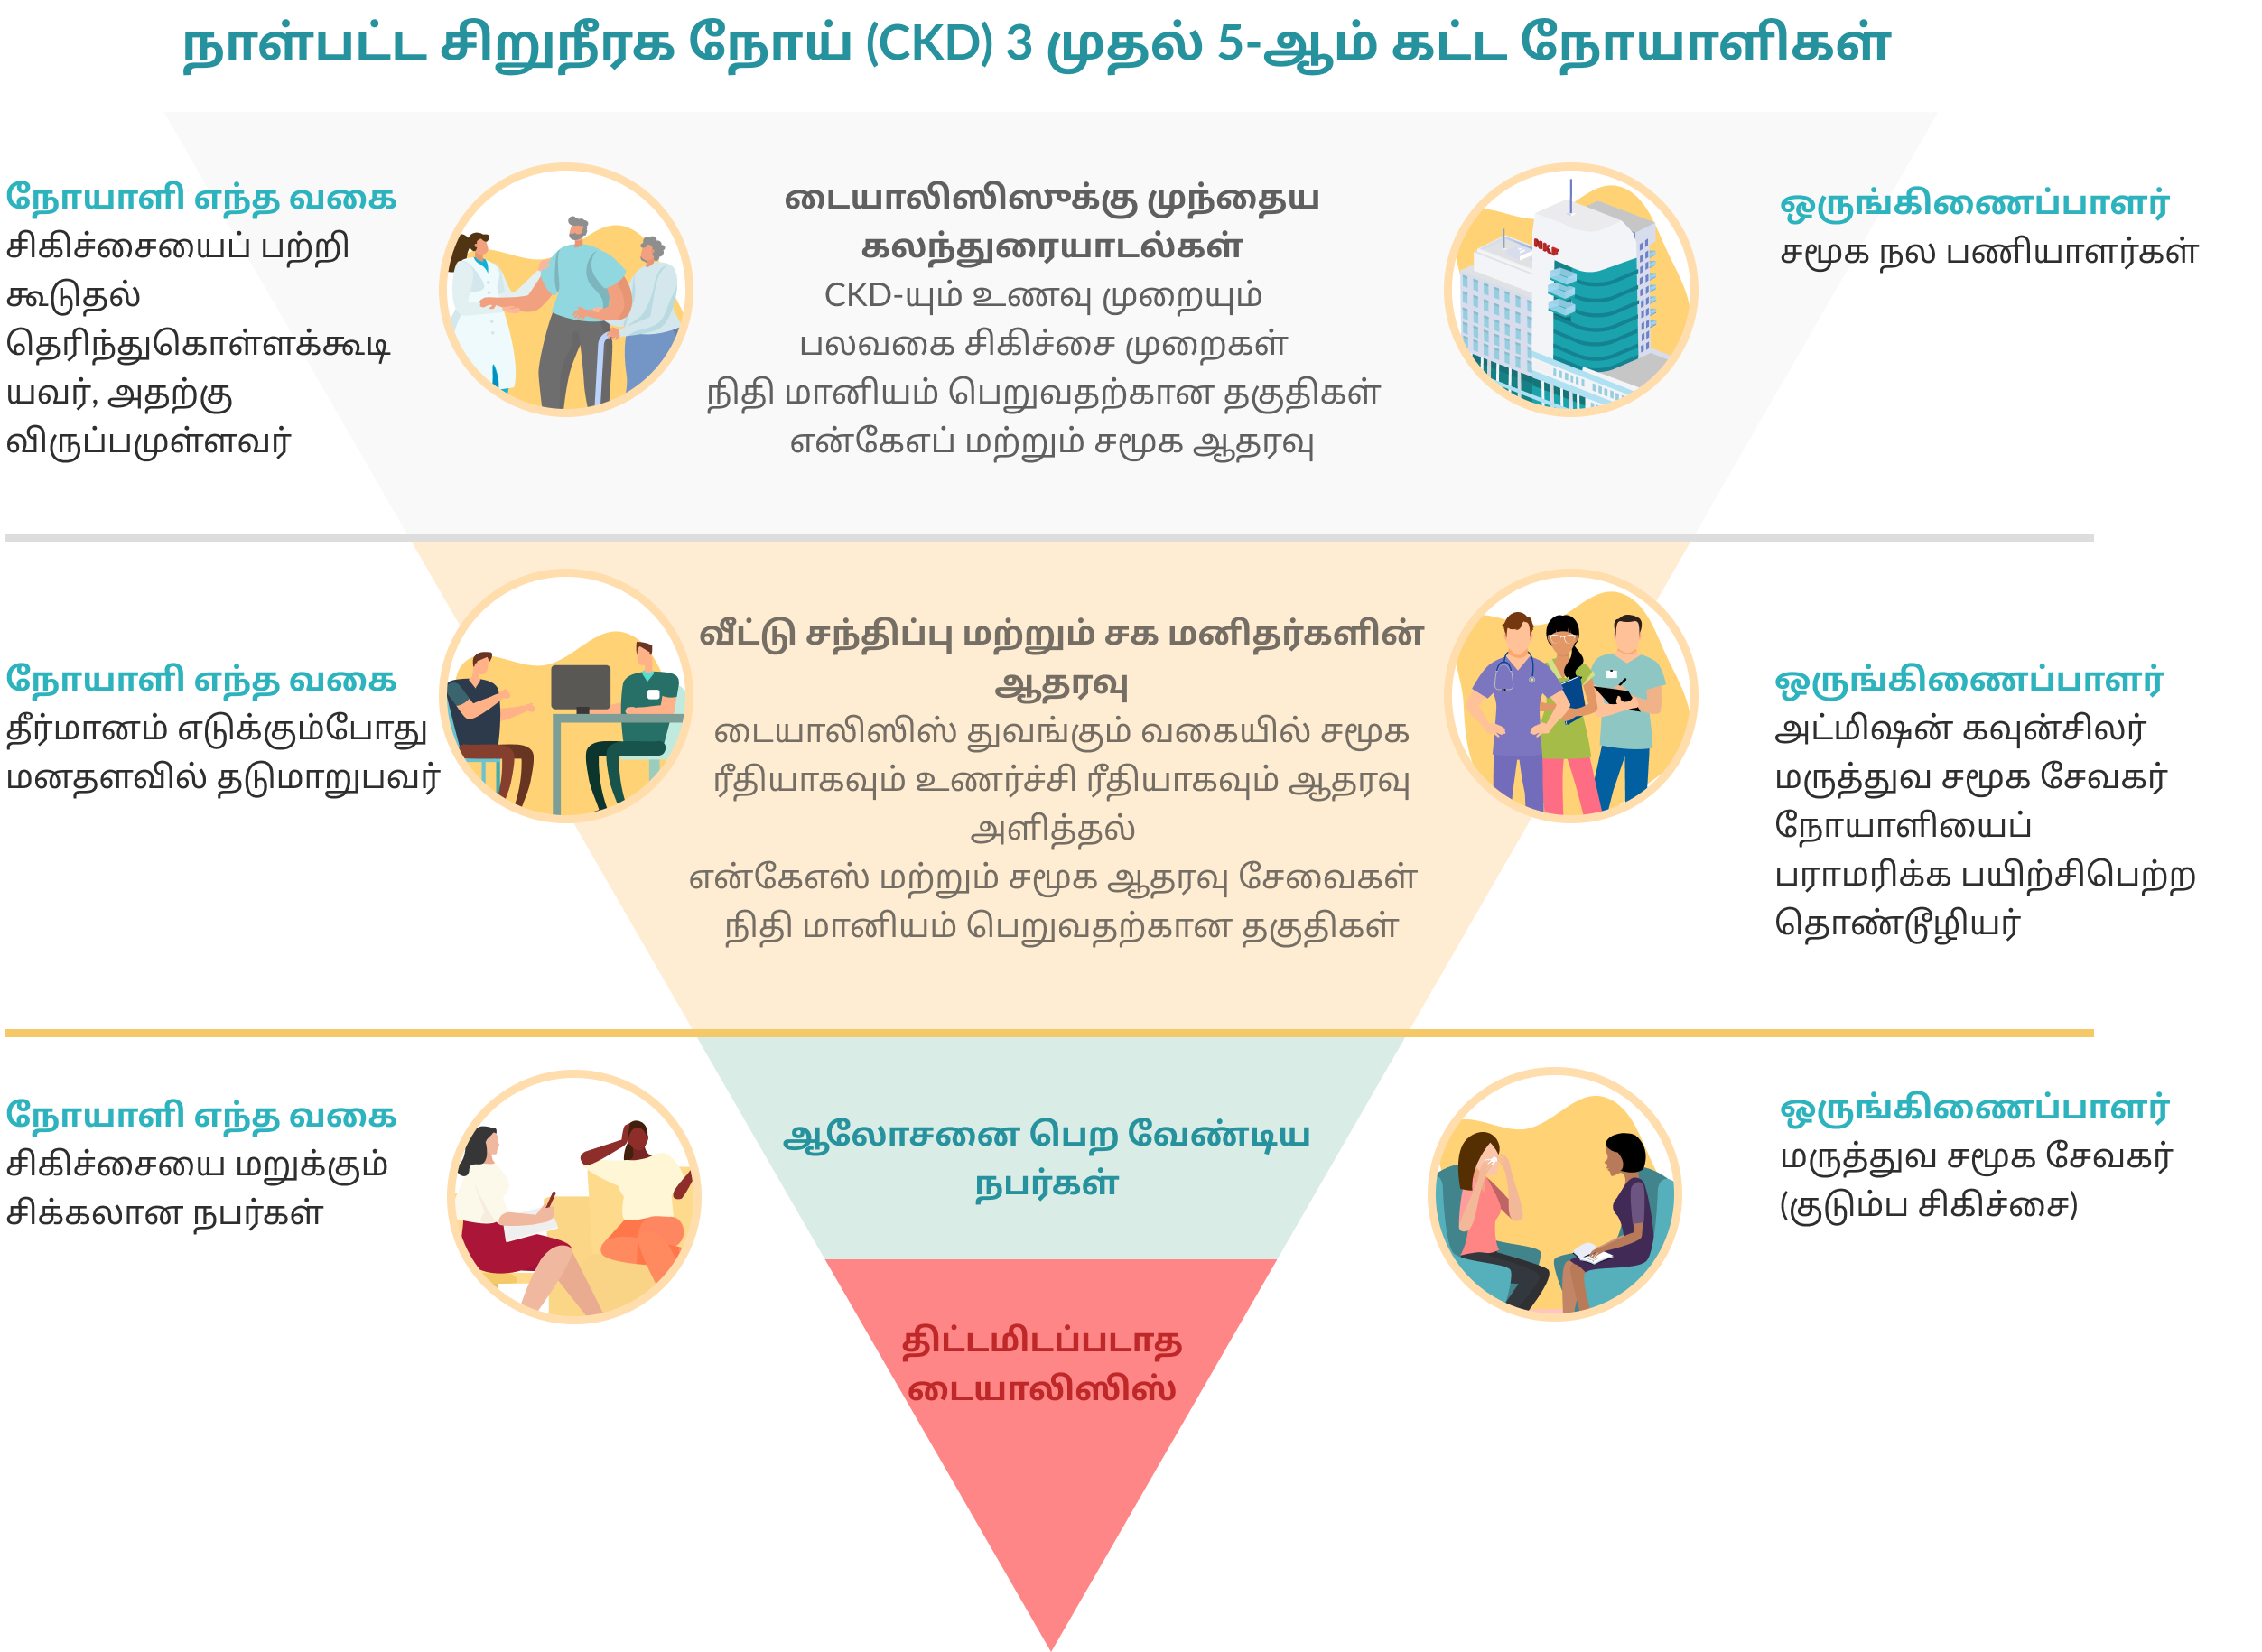 நாள்பட்ட சிறுநீரக நோய் (CKD) 3 முதல் 5-ஆம் கட்ட நோயாளிகள்
நோயாளி எந்த வகை
சிகிச்சையைப் பற்றி
கூடுதல்
தெரிந்துகொள்ளக்கூடி
யவர், அதற்கு
விருப்பமுள்ளவர்
டையாலிஸிஸுக்கு முந்தைய
கலந்துரையாடல்கள்
CKD-யும் உணவு முறையும்
பலவகை சிகிச்சை முறைகள்
நிதி மானியம் பெறுவதற்கான தகுதிகள்
என்கேஎப் மற்றும் சமூக ஆதரவு
NKF
ஒருங்கிணைப்பாளர்
சமூக நல பணியாளர்கள்
நோயாளி எந்த வகை
தீர்மானம் எடுக்கும்போது
மனதளவில் தடுமாறுபவர்
வீட்டு சந்திப்பு மற்றும் சக மனிதர்களின்
ஆதரவு
டையாலிஸிஸ் துவங்கும் வகையில் சமூக
ரீதியாகவும் உணர்ச்சி ரீதியாகவும் ஆதரவு
அளித்தல்
என்கேஎஸ் மற்றும் சமூக ஆதரவு சேவைகள்
நிதி மானியம் பெறுவதற்கான தகுதிகள்
ஒருங்கிணைப்பாளர்
அட்மிஷன் கவுன்சிலர்
மருத்துவ சமூக சேவகர்
நோயாளியைப்
பராமரிக்க பயிற்சிபெற்ற
தொண்டூழியர்
நோயாளி எந்த வகை
சிகிச்சையை மறுக்கும்
சிக்கலான நபர்கள்
ஆலோசனை பெற வேண்டிய
நபர்கள்
ஒருங்கிணைப்பாளர்
மருத்துவ சமூக சேவகர்
(குடும்ப சிகிச்சை)
திட்டமிடப்படாத
டையாலிஸிஸ்